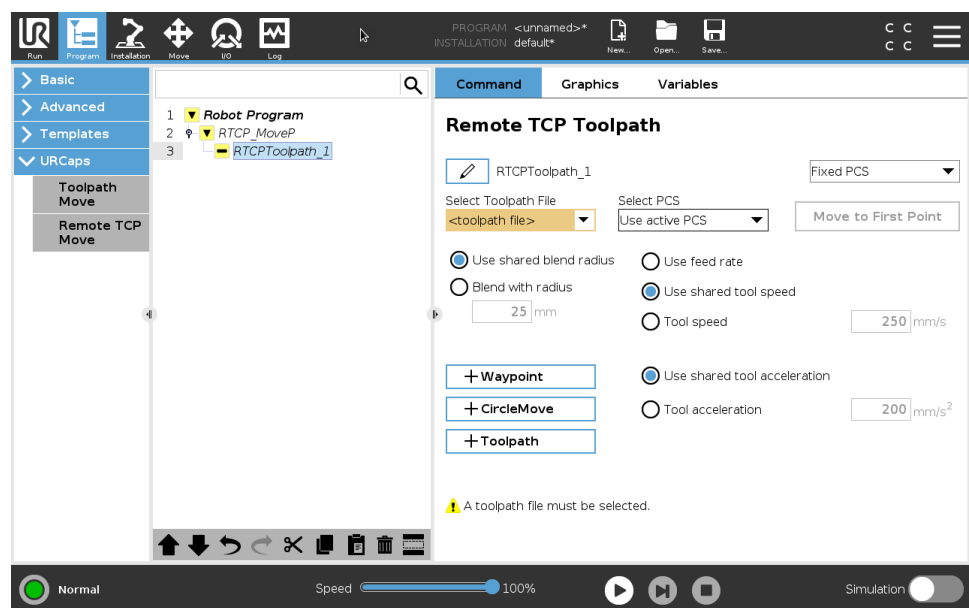 PROGRAM <unnamed>*
INSTALLATION default*
UR
Run
Program
Installation
Move
I/O
Log
New...
Open...
Save...
C C
C C
Basic
Advanced
Templates
URCaps
Toolpath
Move
Remote TCP
Move
1 Robot Program
2 RTCP_MoveP
3 RTCPToolpath_1
Command Graphics Variables
Remote TCP Toolpath
RTCPToolpath_1
Fixed PCS
Select Toolpath File
<toolpath file>
Select PCS
Use active PCS
Move to First Point
Use shared blend radius
Blend with radius
25 mm
Use feed rate
Use shared tool speed
Tool speed 250 mm/s
+Waypoint
+CircleMove
+Toolpath
Use shared tool acceleration
Tool acceleration 200 mm/s²
A toolpath file must be selected.
Normal
Speed 100%
Simulation